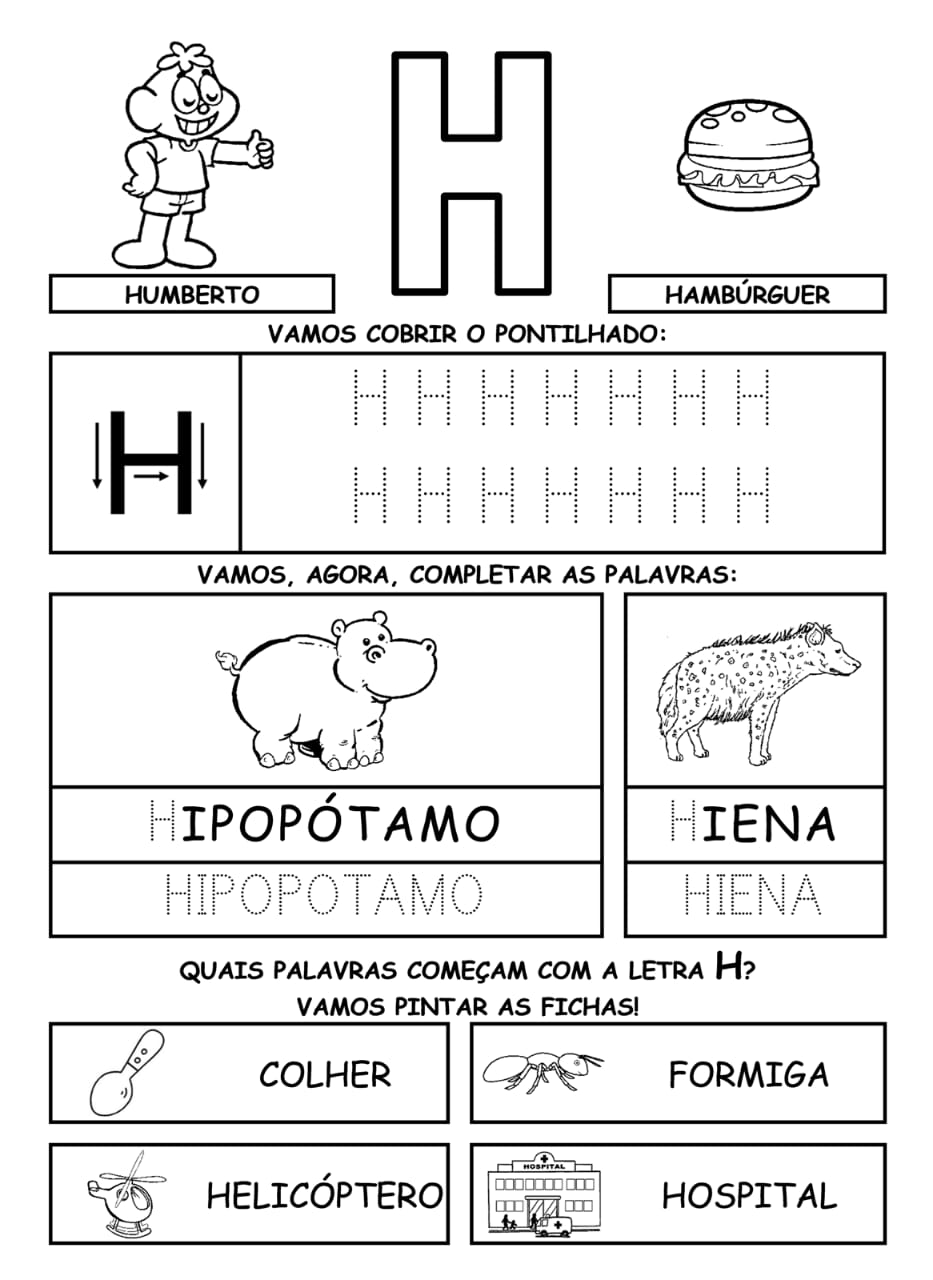 H
HUMBERTO
HAMBÚRGUER
VAMOS COBRIR O PONTILHADO:
H
H H H H H H H
H H H H H H H
VAMOS, AGORA, COMPLETAR AS PALAVRAS:
HIPOPÓTAMO
HIENA
HIPOPOTAMO
HIENA
QUAIS PALAVRAS COMEÇAM COM A LETRA H?
VAMOS PINTAR AS FICHAS!
COLHER
FORMIGA
HELICÓPTERO
HOSPITAL
HOSPITAL